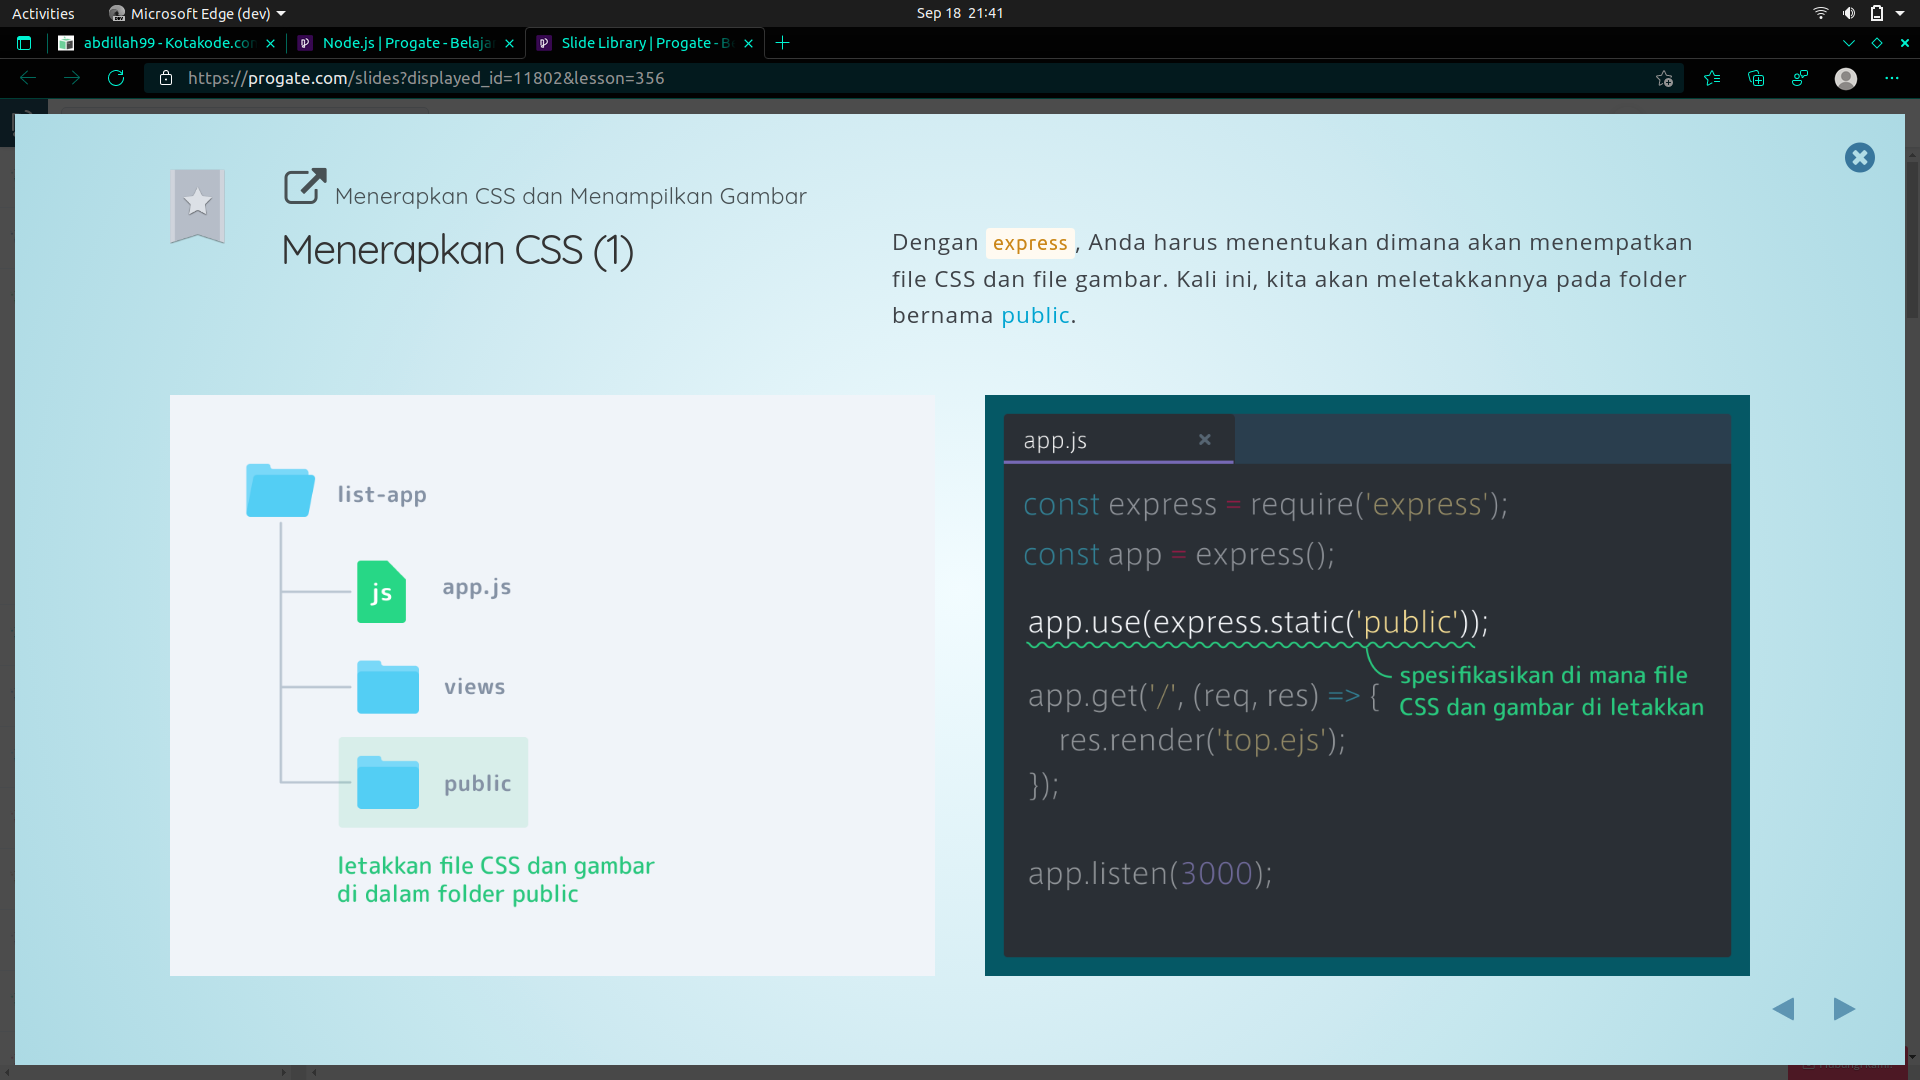 Activities
Microsoft Edge (dev)
Sep 18 21:41
abdillah99 - Kotakode.con
Node.js | Progate - Belaja
Slide Library | Progate - B
https://progate.com/slides?displayed_id=11802&lesson=356
Menerapkan CSS dan Menampilkan Gambar
Menerapkan CSS (1)
Dengan express, Anda harus menentukan dimana akan menempatkan
file CSS dan file gambar. Kali ini, kita akan meletakkannya pada folder
bernama public.
list-app
js
app.js
views
public
letakkan file CSS dan gambar
di dalam folder public
app.js
const express = require('express');
const app = express();
app.use(express.static('public'));
spesifikasikan di mana file
CSS dan gambar di letakkan
app.get('/', (req, res) => {
res.render('top.ejs');
});
app.listen(3000);